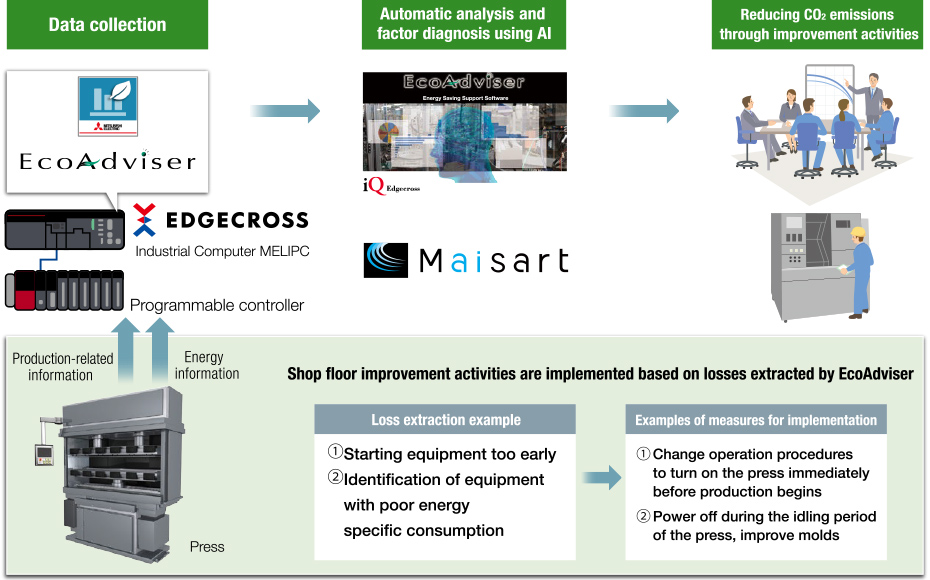 Data collection
Automatic analysis and
factor diagnosis using AI
Reducing CO₂ emissions
through improvement activities
MITSUBISHI
ELECTRIC
EcoAdviser
EcoAdviser
Energy Saving Support Software
iQ Edgecross
EDGECROSS
Industrial Computer MELIPC
Maisart
Programmable controller
Production-related
information
Energy
information
Press
Shop floor improvement activities are implemented based on losses extracted by EcoAdviser
Loss extraction example
①Starting equipment too early
②Identification of equipment
with poor energy
specific consumption
Examples of measures for implementation
① Change operation procedures
to turn on the press immediately
before production begins
② Power off during the idling period
of the press, improve molds